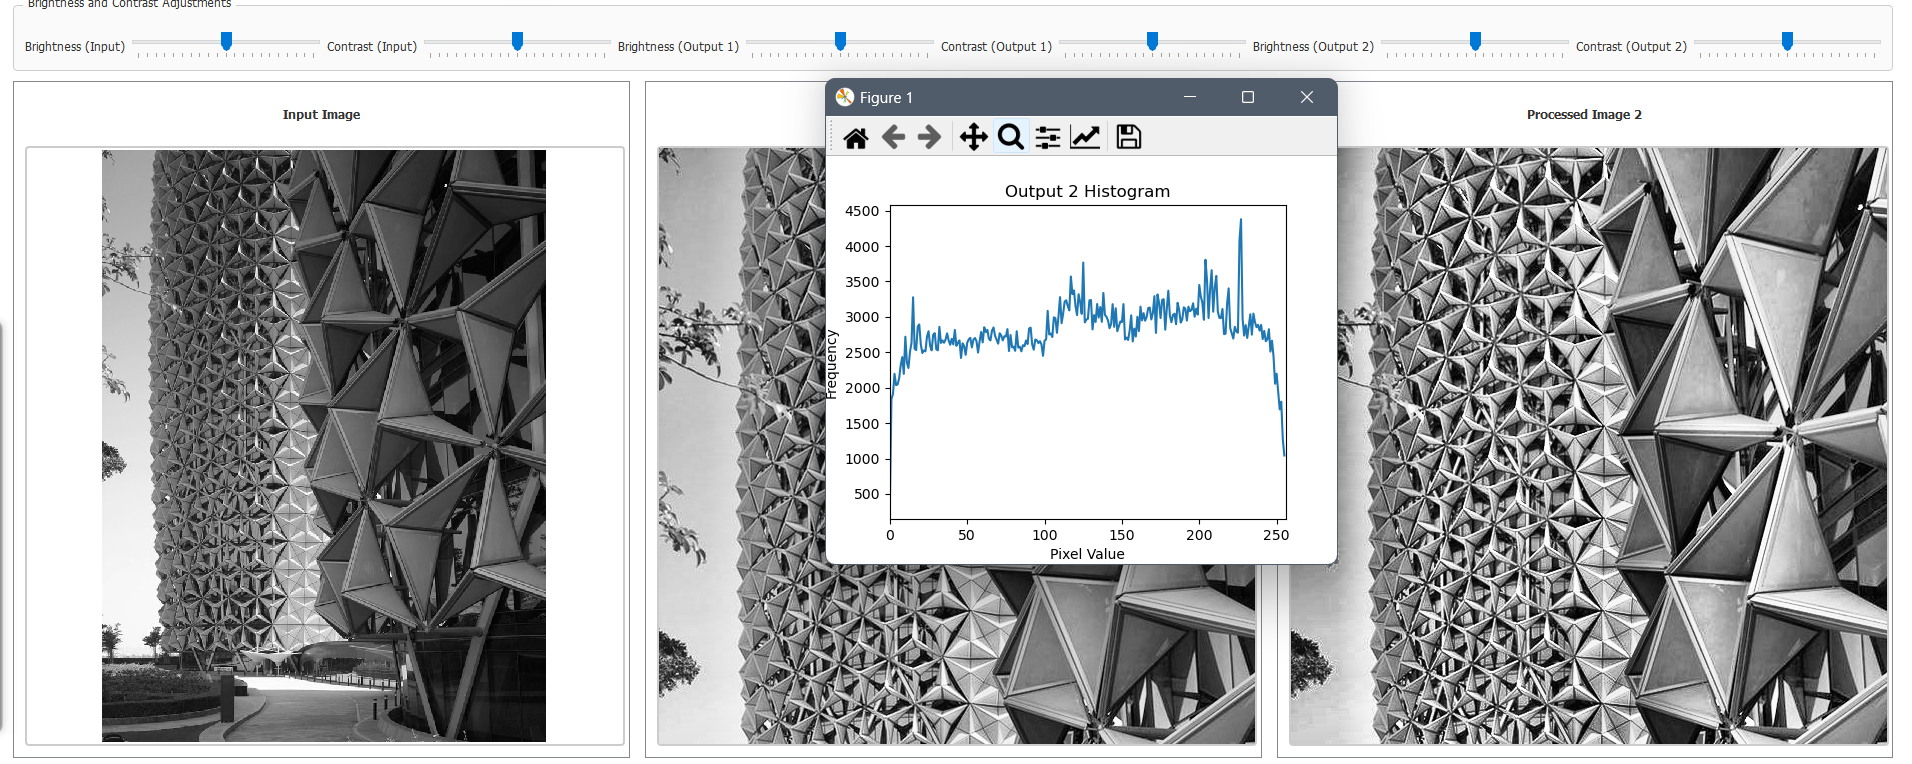 Brightness and Contrast Adjustments
Brightness (Input)
Contrast (Input)
Brightness (Output 1)
Contrast (Output 1)
Brightness (Output 2)
Contrast (Output 2)
Input Image
Figure 1
Processed Image 2
Output 2 Histogram
4500
4000
3500
3000
2500
2000
1500
1000
500
Frequency
0 50 100 150 200 250
Pixel Value